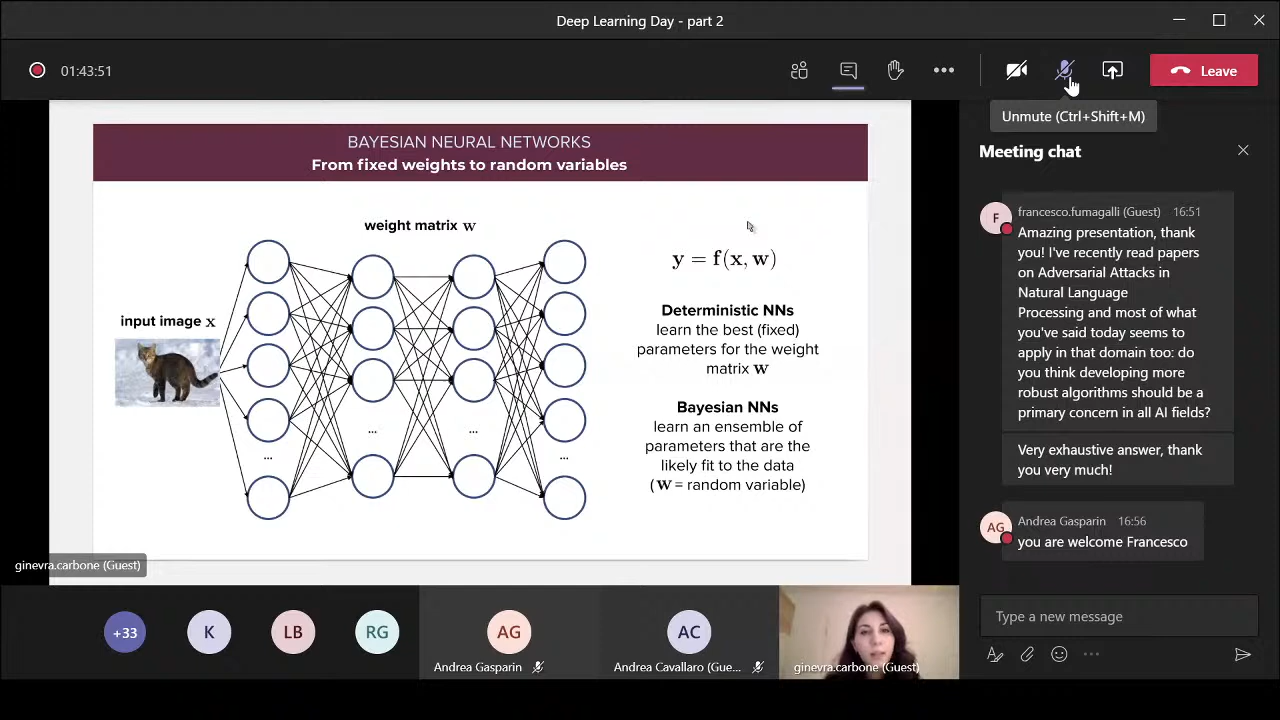 Deep Learning Day - part 2
01:43:51
Leave
Unmute (Ctrl+Shift+M)
BAYESIAN NEURAL NETWORKS
From fixed weights to random variables
weight matrix w
input image x
...
...
...
...
y = f(x, w)
Deterministic NNs
learn the best (fixed)
parameters for the weight
matrix w
Bayesian NNs
learn an ensemble of
parameters that are the
likely fit to the data
(w = random variable)
ginevra.carbone (Guest)
+33
K
LB
RG
AG
Andrea Gasparin
AC
Andrea Cavallaro (Gue...
ginevra.carbone (Guest)
Meeting chat
F
francesco.fumagalli (Guest) 16:51
Amazing presentation, thank
you! I've recently read papers
on Adversarial Attacks in
Natural Language
Processing and most of what
you've said today seems to
apply in that domain too: do
you think developing more
robust algorithms should be a
primary concern in all AI fields?
Very exhaustive answer, thank
you very much!
AG
Andrea Gasparin 16:56
you are welcome Francesco
Type a new message